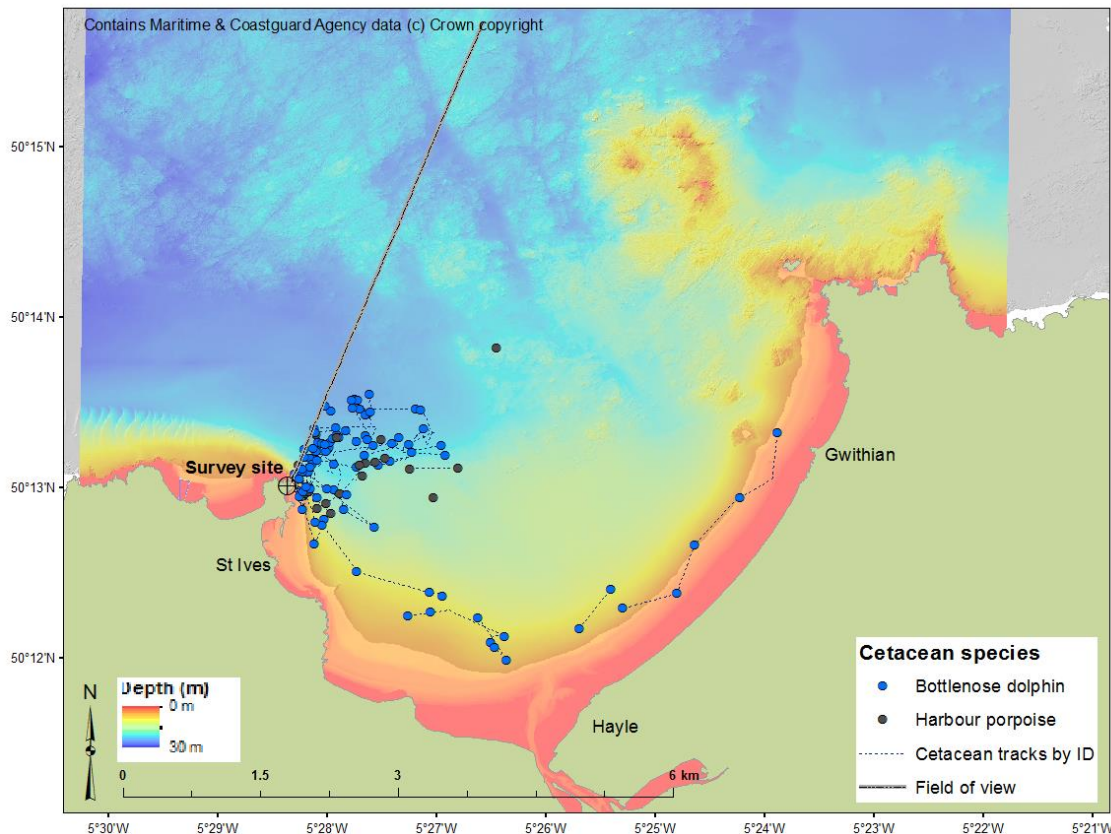 Contains Maritime & Coastguard Agency data (c) Crown copyright
50°15'N
50°14'N
50°13'N
50°12'N
Survey site
St Ives
Gwithian
Hayle
N
Depth (m)
0 m
30 m
0 1.5 3 6 km
Cetacean species
Bottlenose dolphin
Harbour porpoise
Cetacean tracks by ID
Field of view
5°30'W 5°29'W 5°28'W 5°27'W 5°26'W 5°25'W 5°24'W 5°23'W 5°22'W 5°21'W